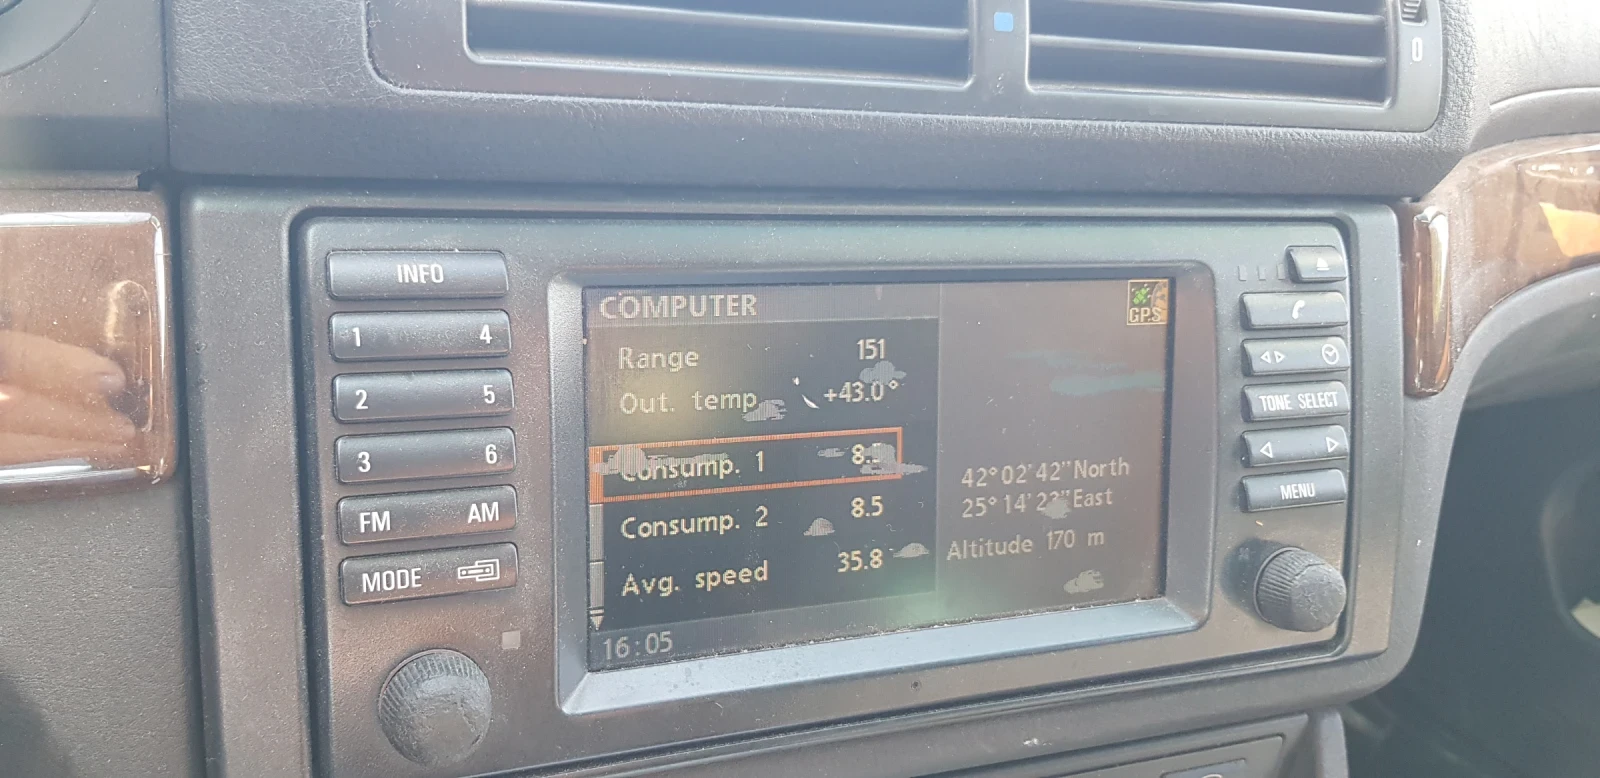 0
INFO
1 4
2 5
3 6
FM AM
MODE
COMPUTER
Range 151
Out. temp +43.0°
Consump. 1
Consump. 2 8.5
Avg. speed 35.8
16:05
GPS
42°02'42"North
East
Altitude 170 m
TONE SELECT
MENU